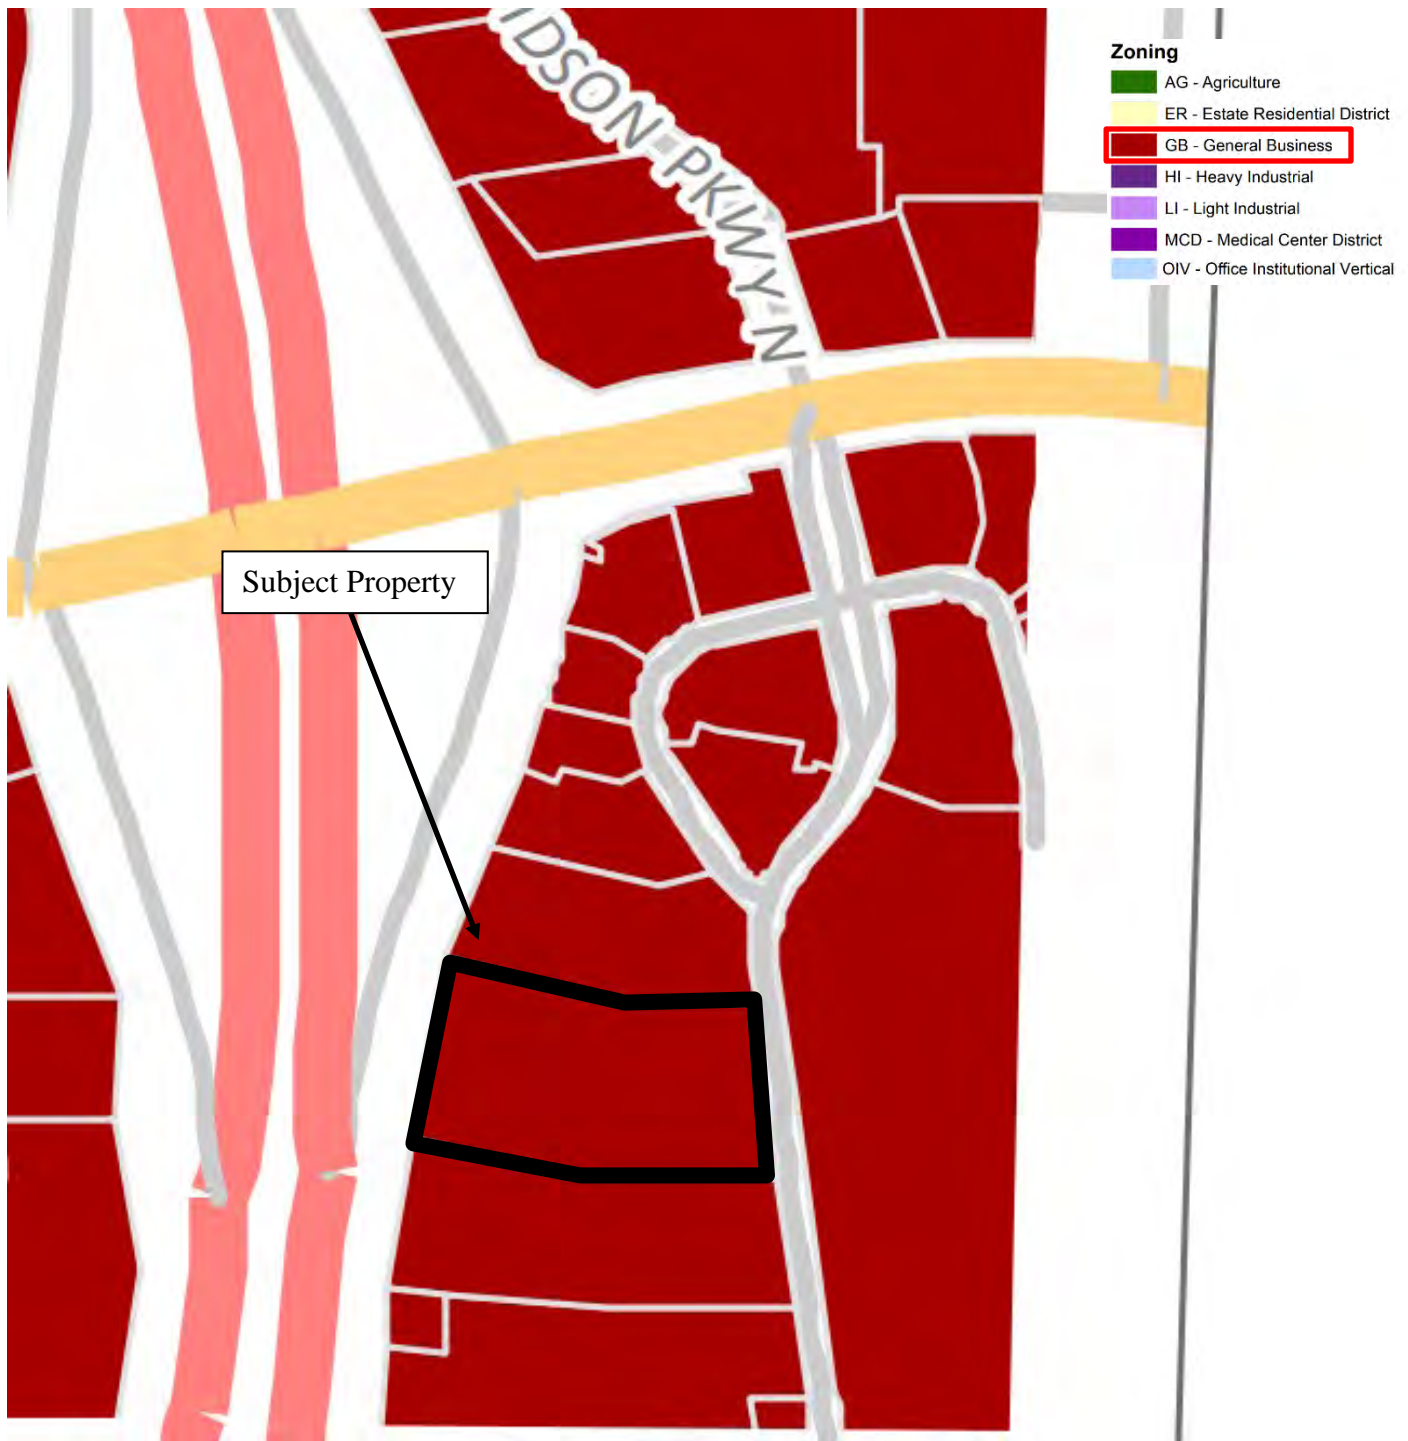 IDSON PKWY N
Zoning
AG - Agriculture
ER - Estate Residential District
GB - General Business
HI - Heavy Industrial
LI - Light Industrial
MCD - Medical Center District
OIV - Office Institutional Vertical
Subject Property